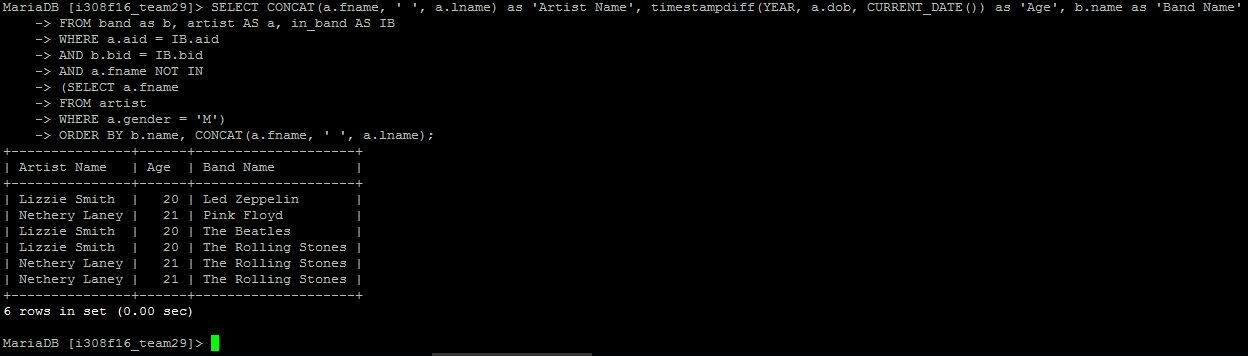 MariaDB [i308f16_team29]> SELECT CONCAT(a.fname, ' ', a.lname) as 'Artist Name', timestampdiff(YEAR, a.dob, CURRENT_DATE()) as 'Age', b.name as 'Band Name'
    -> FROM band as b, artist AS a, in_band AS IB
    -> WHERE a.aid = IB.aid
    -> AND b.bid = IB.bid
    -> AND a.fname NOT IN
    -> (SELECT a.fname
    -> FROM artist
    -> WHERE a.gender = 'M')
    -> ORDER BY b.name, CONCAT(a.fname, ' ', a.lname);
+---------------+------+--------------------+
| Artist Name   | Age  | Band Name          |
+---------------+------+--------------------+
| Lizzie Smith  |   20 | Led Zeppelin       |
| Nethery Laney |   21 | Pink Floyd         |
| Lizzie Smith  |   20 | The Beatles        |
| Lizzie Smith  |   20 | The Rolling Stones |
| Nethery Laney |   21 | The Rolling Stones |
| Nethery Laney |   21 | The Rolling Stones |
+---------------+------+--------------------+
6 rows in set (0.00 sec)
MariaDB [i308f16_team29]>